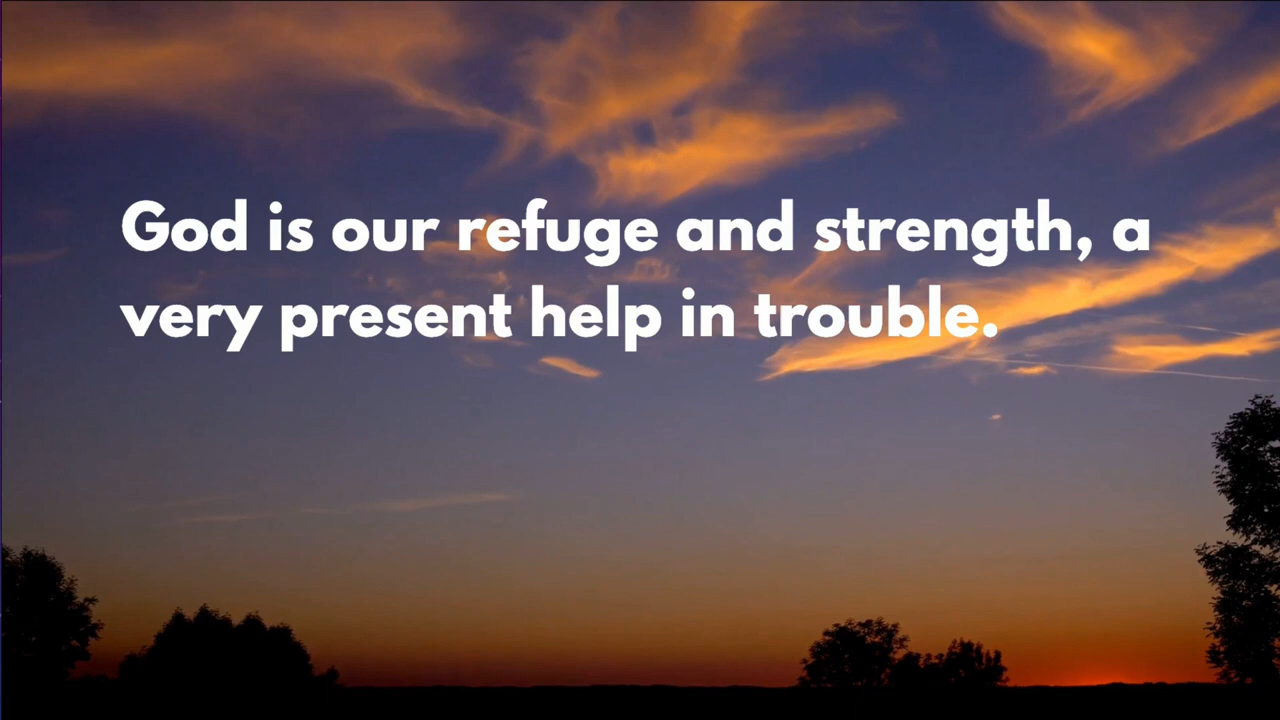 God is our refuge and strength, a
very present help in trouble.